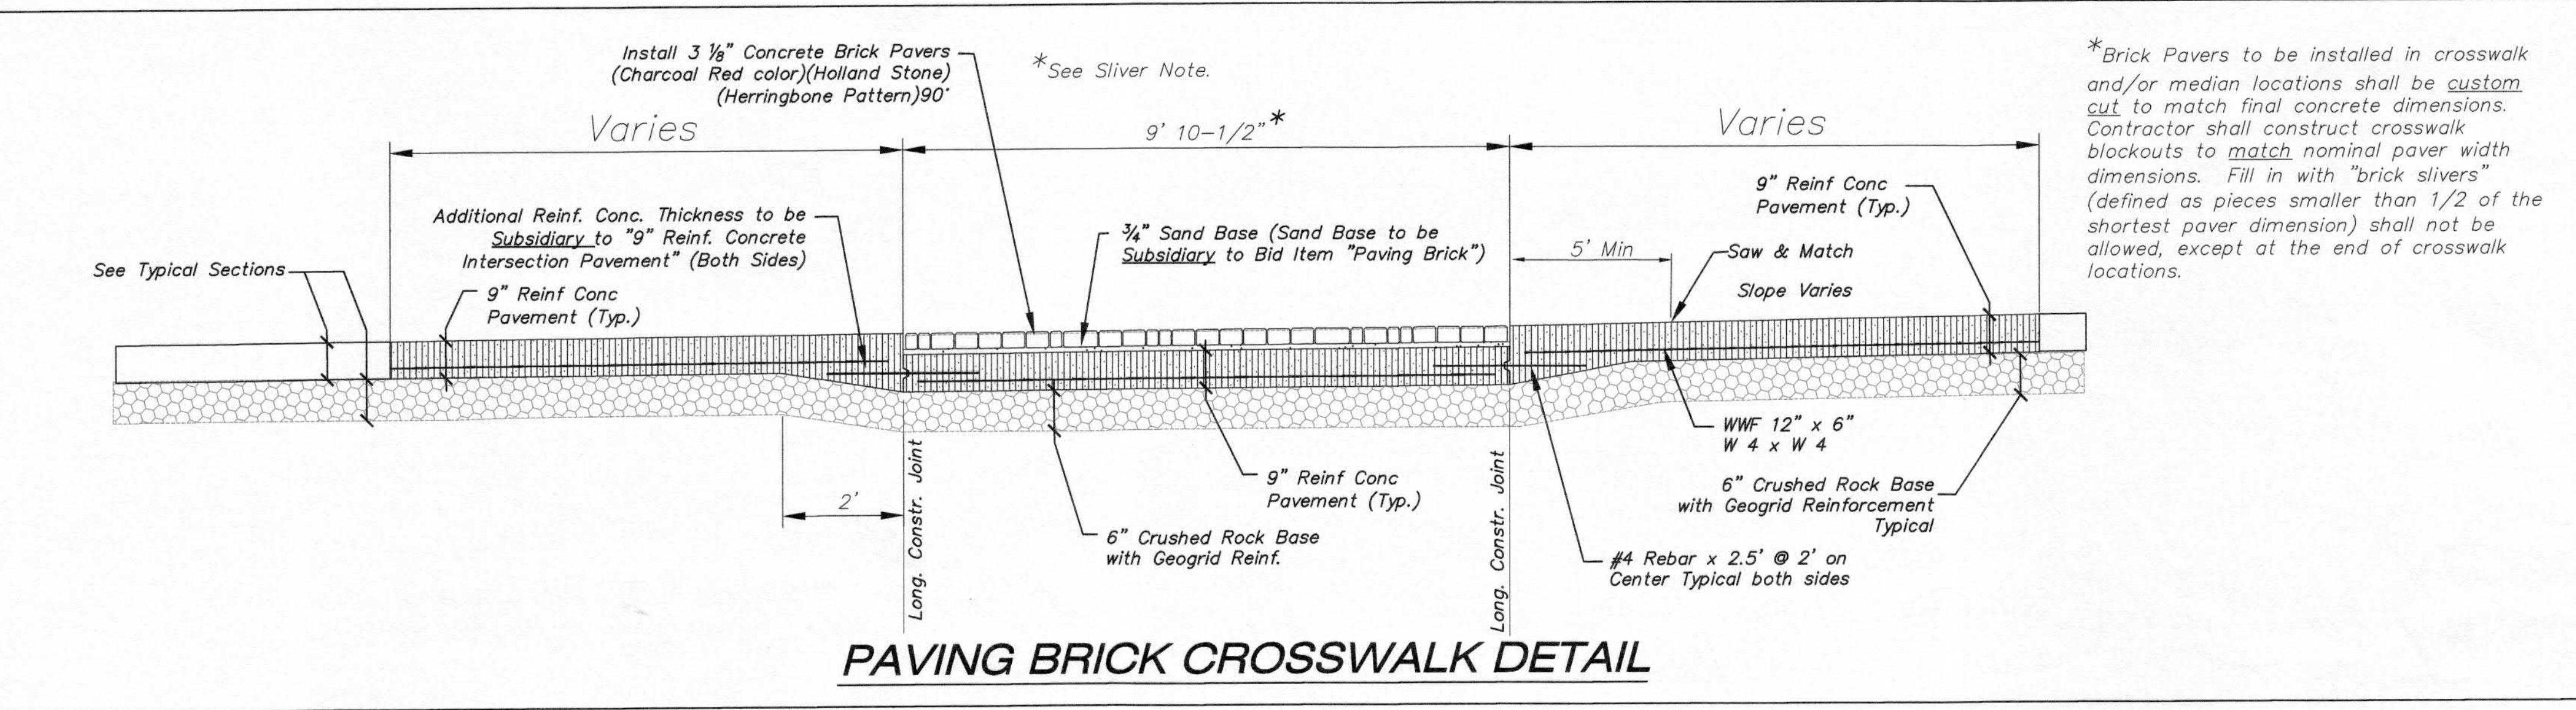 Install 3 ⅛" Concrete Brick Pavers
(Charcoal Red color)(Holland Stone)
(Herringbone Pattern)90°
*See Sliver Note.
Varies
9' 10-1/2"*
Varies
*Brick Pavers to be installed in crosswalk
and/or median locations shall be custom
cut to match final concrete dimensions.
Contractor shall construct crosswalk
blockouts to match nominal paver width
dimensions. Fill in with "brick slivers"
(defined as pieces smaller than 1/2 of the
shortest paver dimension) shall not be
allowed, except at the end of crosswalk
locations.
Additional Reinf. Conc. Thickness to be
Subsidiary to "9" Reinf. Concrete
Intersection Pavement" (Both Sides)
¾" Sand Base (Sand Base to be
Subsidiary to Bid Item "Paving Brick")
9" Reinf Conc
Pavement (Typ.)
5' Min
Saw & Match
Slope Varies
See Typical Sections
9" Reinf Conc
Pavement (Typ.)
2'
Long. Constr. Joint
6" Crushed Rock Base
with Geogrid Reinf.
9" Reinf Conc
Pavement (Typ.)
Long. Constr. Joint
WWF 12" x 6"
W 4 x W 4
6" Crushed Rock Base
with Geogrid Reinforcement
Typical
#4 Rebar x 2.5' @ 2' on
Center Typical both sides
PAVING BRICK CROSSWALK DETAIL